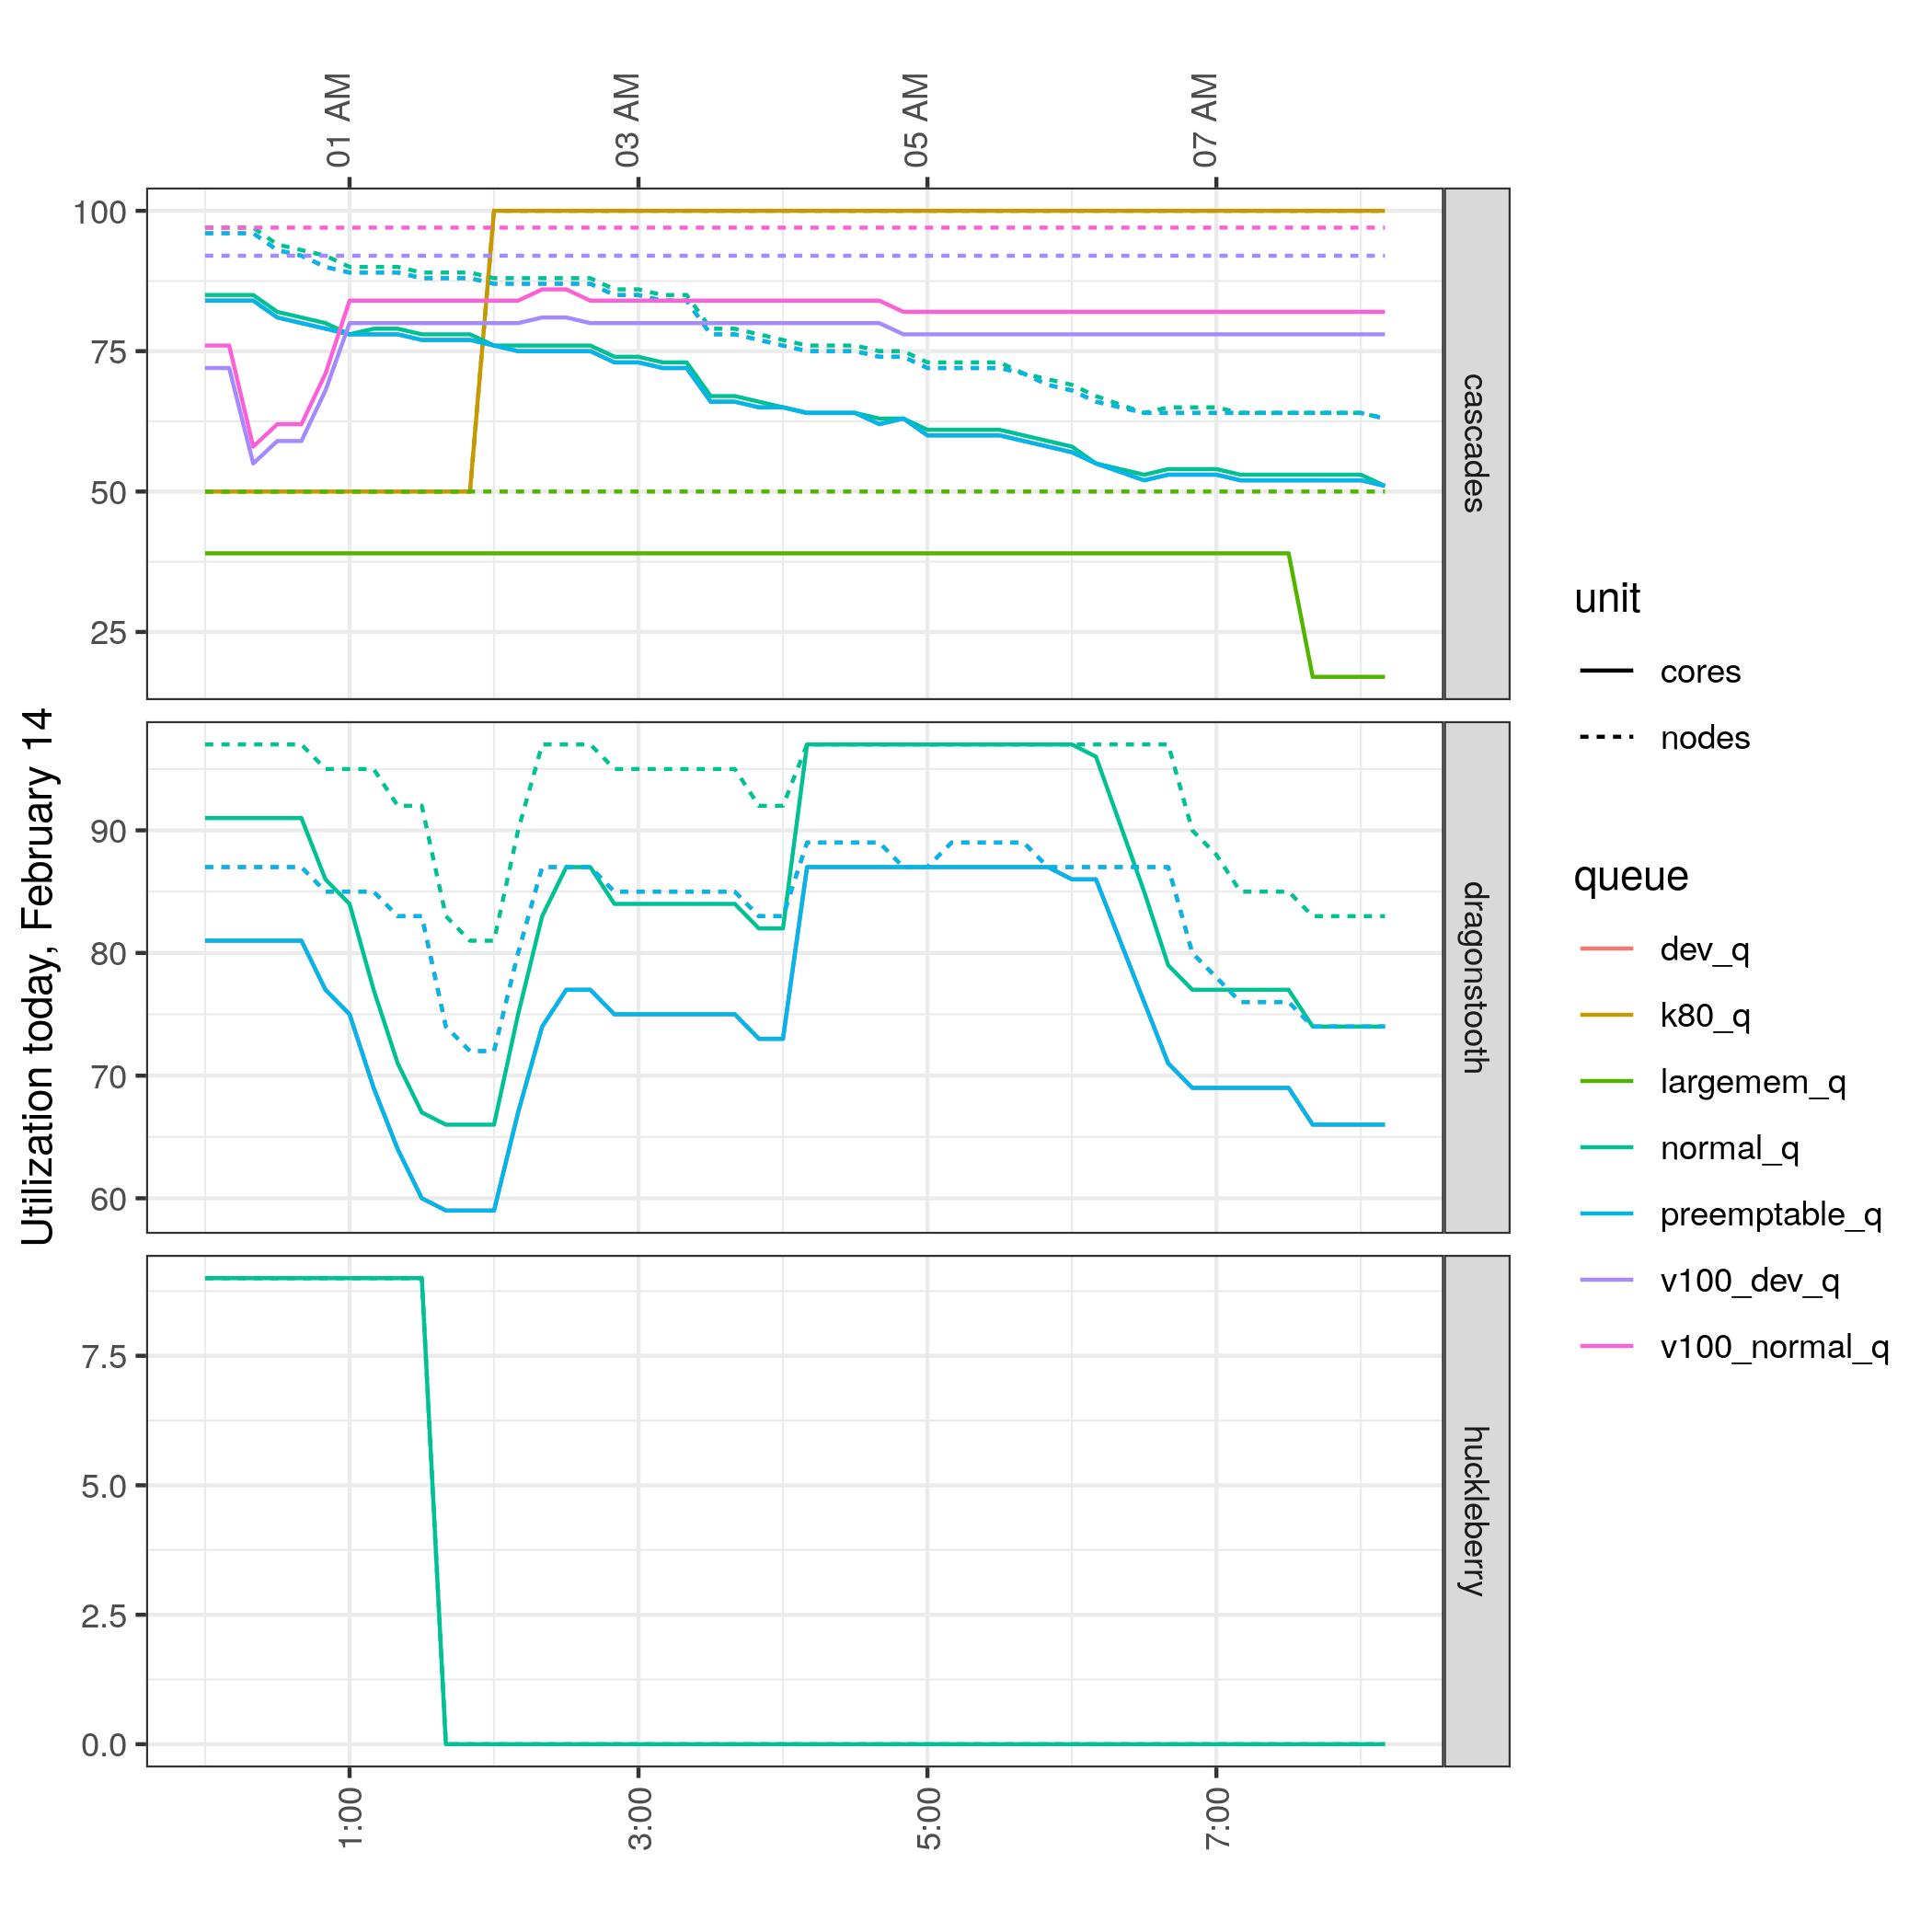 01 AM
03 AM
05 AM
07 AM
100
75
50
25
cascades
90
80
70
60
dragonstooth
7.5
5.0
2.5
0.0
huckleberry
1:00
3:00
5:00
7:00
Utilization today, February 14
unit
cores
nodes
queue
dev_q
k80_q
largemem_q
normal_q
preemptable_q
v100_dev_q
v100_normal_q